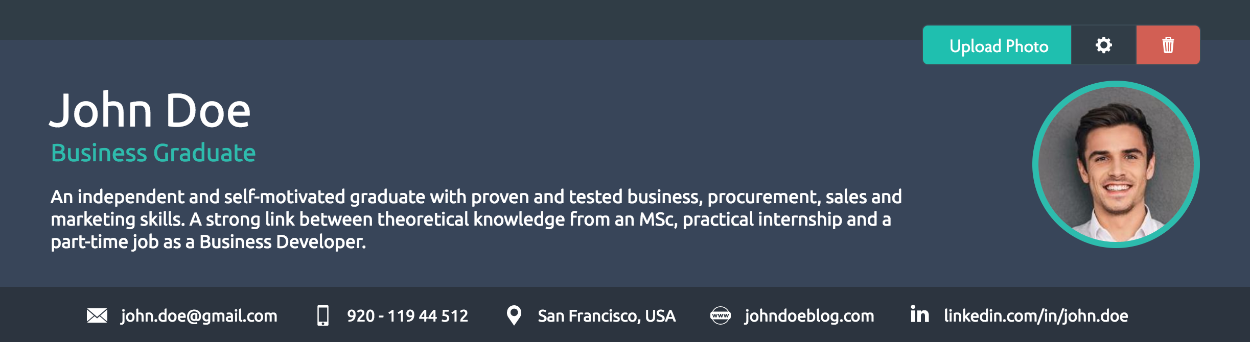 Upload Photo
John Doe
Business Graduate
An independent and self-motivated graduate with proven and tested business, procurement, sales and
marketing skills. A strong link between theoretical knowledge from an MSc, practical internship and a
part-time job as a Business Developer.
john.doe@gmail.com 920 - 119 44 512 San Francisco, USA www johndoeblog.com in linkedin.com/in/john.doe